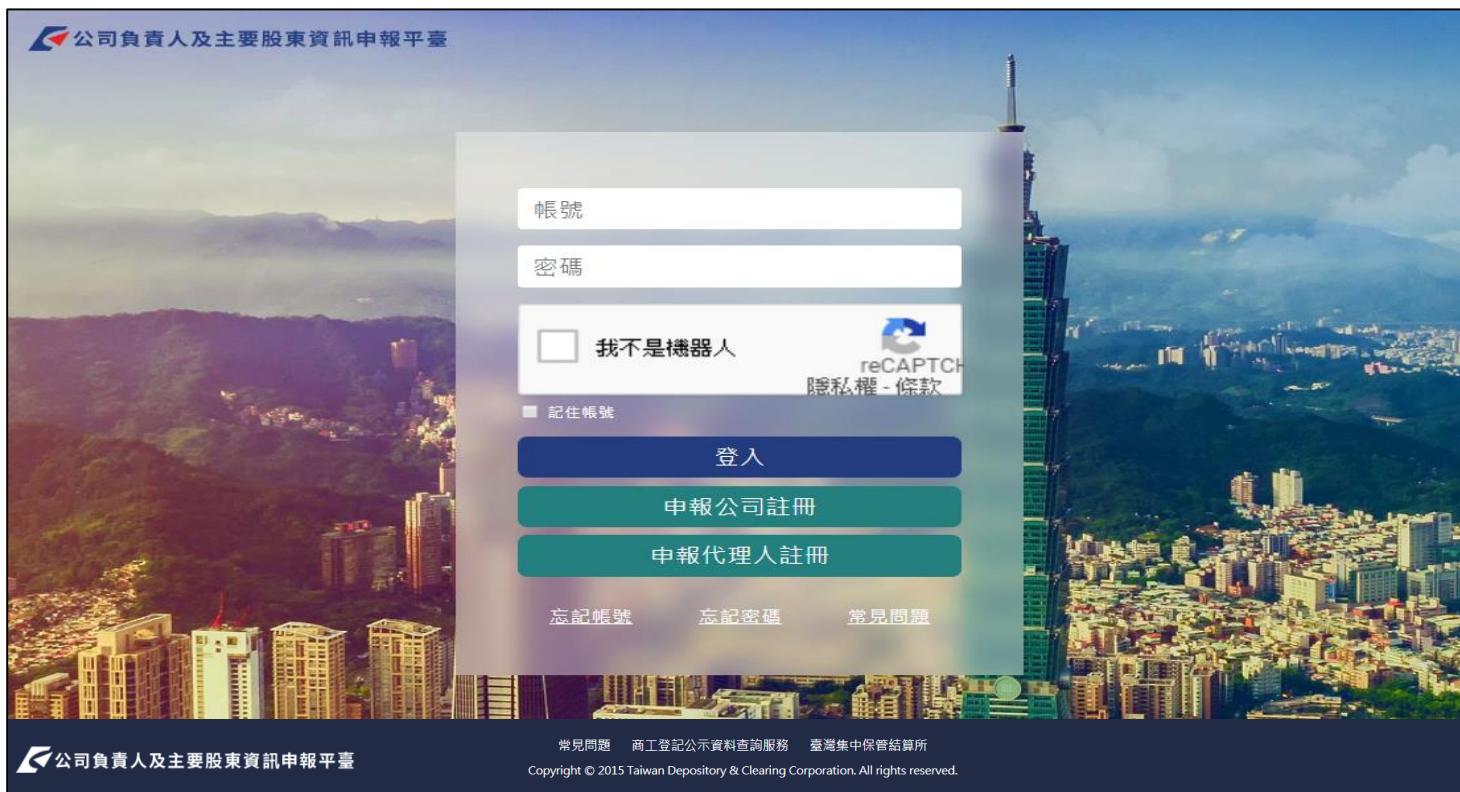 公司負責人及主要股東資訊申報平臺
帳號
密碼
我不是機器人
reCAPTCH
隱私權 - 條款
記住帳號
登入
申報公司註冊
申報代理人註冊
忘記帳號 忘記密碼 常見問題
公司負責人及主要股東資訊申報平臺
常見問題 商工登記公示資料查詢服務 臺灣集中保管結算所
Copyright © 2015 Taiwan Depository & Clearing Corporation. All rights reserved.